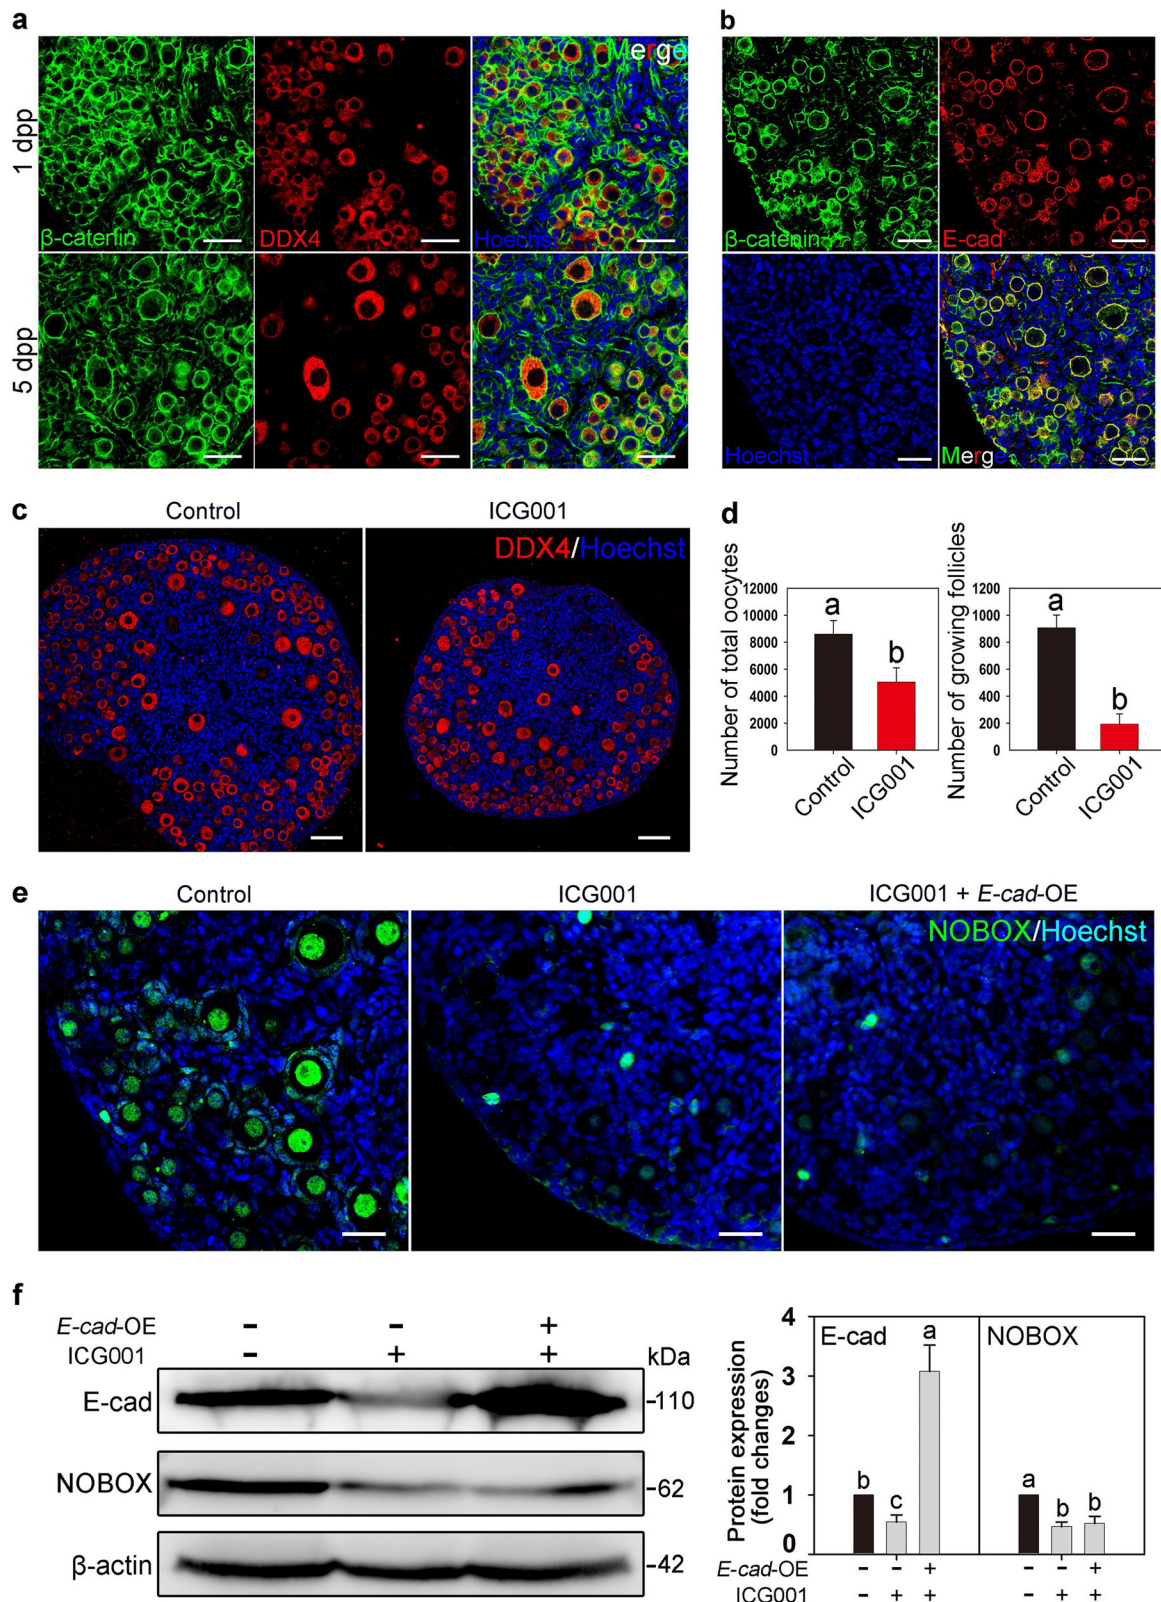 a
b
1 dpp
β-catenin
DDX4
Merge
Hoechst
5 dpp
β-catenin
E-cad
Hoechst
Merge
c
Control
ICG001
DDX4/Hoechst
d
Number of total oocytes
12000
10000
8000
6000
4000
2000
0
a
b
Control
ICG001
Number of growing follicles
1200
1000
800
600
400
200
0
a
b
Control
ICG001
e
Control
ICG001
ICG001 + E-cad-OE
NOBOX/Hoechst
f
E-cad-OE - - +
ICG001 - + + kDa
E-cad -110
NOBOX -62
β-actin -42
Protein expression
(fold changes)
4
3
2
1
0
E-cad
NOBOX
b c a
a b b
E-cad-OE - - + - - +
ICG001 - + + - + +